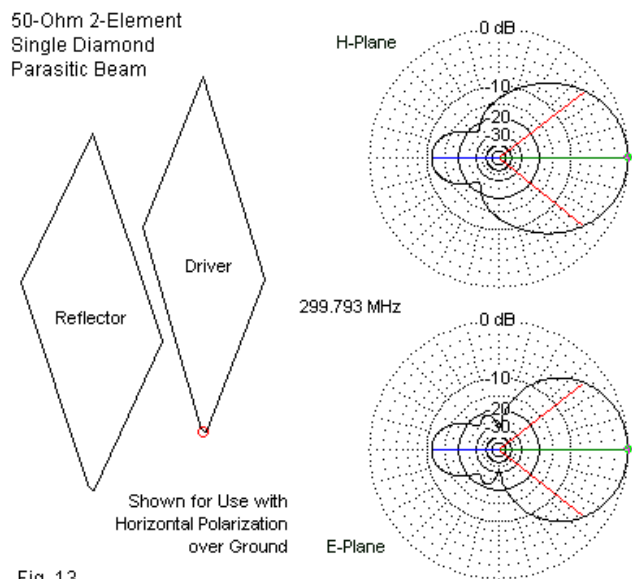 50-Ohm 2-Element
Single Diamond
Parasitic Beam
Reflector
Driver
Shown for Use with
Horizontal Polarization
over Ground
Fig. 13
H-Plane
0 dB
-10
-20
-30
299.793 MHz
0 dB
-10
-20
-30
E-Plane